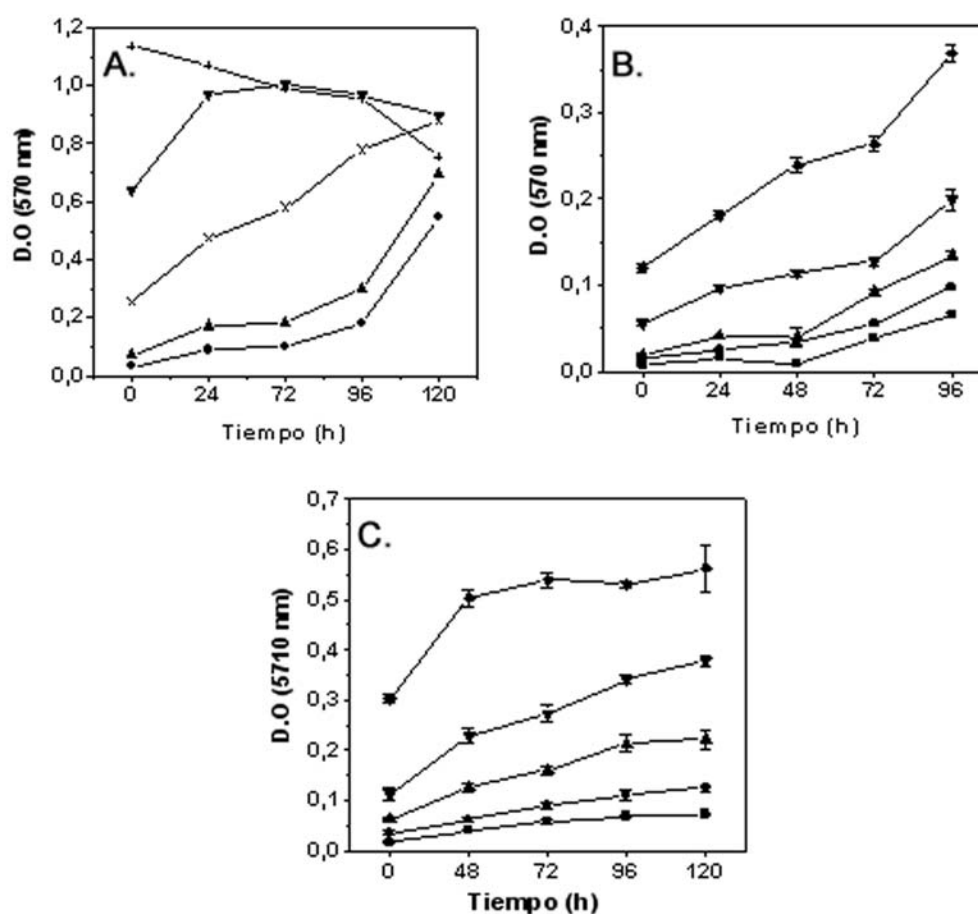 A.
D.O (570 nm)
1,2
1,0
0,8
0,6
0,4
0,2
0,0
0 24 72 96 120
Tiempo (h)
B.
D.O (570 nm)
0,4
0,3
0,2
0,1
0,0
0 24 48 72 96
Tiempo (h)
C.
D.O (5710 nm)
0,7
0,6
0,5
0,4
0,3
0,2
0,1
0,0
0 48 72 96 120
Tiempo (h)